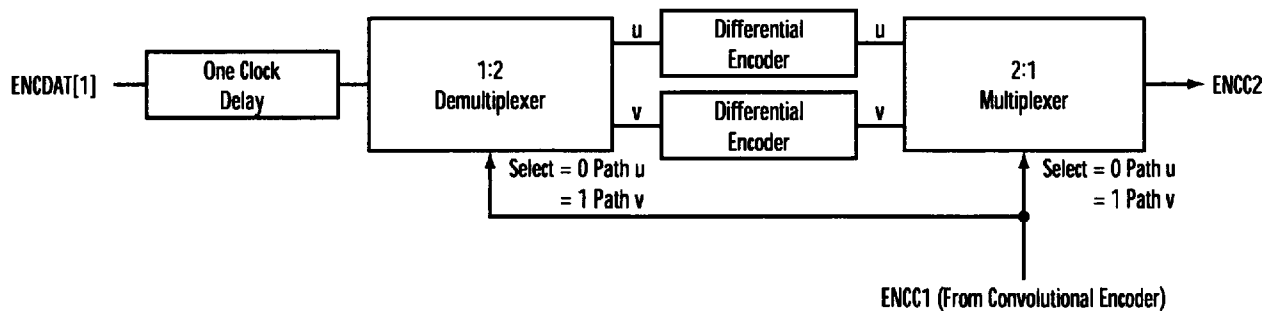 ENCDAT[1]
One Clock
Delay
1:2
Demultiplexer
u
Differential
Encoder
u
v
Differential
Encoder
v
2:1
Multiplexer
ENCC2
Select = 0 Path u
= 1 Path v
Select = 0 Path u
= 1 Path v
ENCC1 (From Convolutional Encoder)